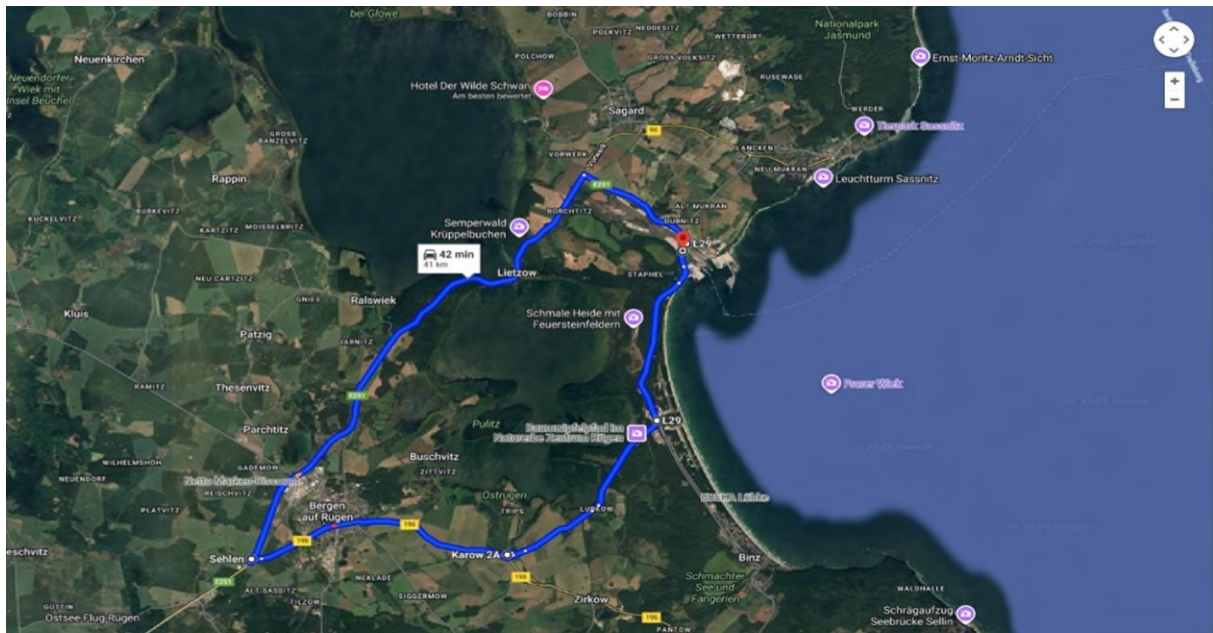 bei Glowe
BOBBIN
POLKVITZ
NEDDESITZ
WETTERORT
Nationalpark
Jasmund
Neuenkirchen
POLCHOW
GROSS VOLKSITZ
Ernst-Moritz-Arndt-Sicht
Neuendorfer
Wiek mit
Insel Beuchel
Hotel Der Wilde Schwan
Am besten bewertet
RUSEWASE
Sagard
WERDER
Tierpark Sassnitz
96
GROSS
BANZELVITZ
VORWERK
Vorwerk
LANCKEN
NEU MUKRAN
Leuchtturm Sassnitz
Rappin
E251
RUBKEVITZ
BORCHTITZ
ALT MUKRAN
KUCKELVITZ
KARTZITZ
MOISSELBRITZ
Semperwald
Krüppelbuchen
DUBNITZ
L29
42 min
41 km
NEU CARTZITZ
Lietzow
STAPHEL
GNIES
Ralswiek
Kluis
Schmale Heide mit
Feuersteinfeldern
Patzig
JARNITZ
RAMITZ
Thesenvitz
E251
Prorer Wiek
Parchtitz
Pulitz
L29
Baumwipfelpfad im
Naturerbe Zentrum Rügen
WILHELMSHÖH
GADEMOW
Buschvitz
ZITTVITZ
NEUENDORF
REISCHVITZ
Ostrügen
EDEKA Lübke
PLATVITZ
Bergen
auf Rügen
TRIPS
LUBKOW
196
196
Sehlen
Karow 2A
Binz
E251
196
ALT SASSITZ
NEKLADE
Schmachter
See und
Fangerien
TILZOW
SIGGERMOW
Zirkow
WALDHALLE
GÜTTIN
Ostsee-Flug-Rügen
196
PANTOW
Schrägaufzug
Seebrücke Sellin